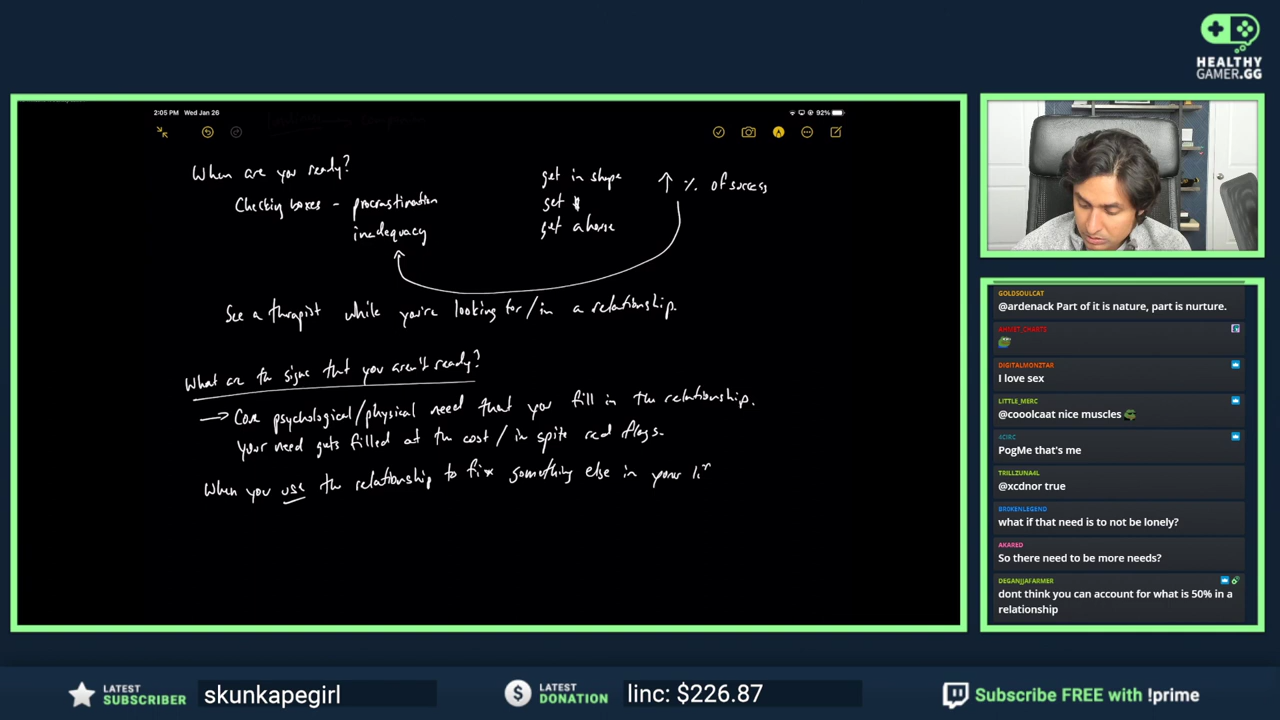 HEALTHY
GAMER.GG
2:05 PM Wed Jan 26
92%
When are you ready?
Checking boxes - procrastination
inadequacy
get in shape
get $
get a horse
↑ % of success
See a therapist while you're looking for/in a relationship.
What are the signs that you aren't ready?
→ Core psychological/physical need that you fill in the relationship.
Your need gets filled at the cost/in spite red flags.
When you use the relationship to fix something else in your
GOLDSOULCAT
@ardenack Part of it is nature, part is nurture.
AHMET_CHARTS
DIGITALMONZTAR
I love sex
LITTLE_MERC
@cooolcaat nice muscles
4CIRC
PogMe that's me
TRILLZUNA4L
@xcdnor true
BR0KENLEGEND
what if that need is to not be lonely?
AKARED
So there need to be more needs?
DEGANJJAFARMER
dont think you can account for what is 50% in a
relationship
LATEST
SUBSCRIBER
skunkapegirl
LATEST
DONATION
linc: $226.87
Subscribe FREE with !prime